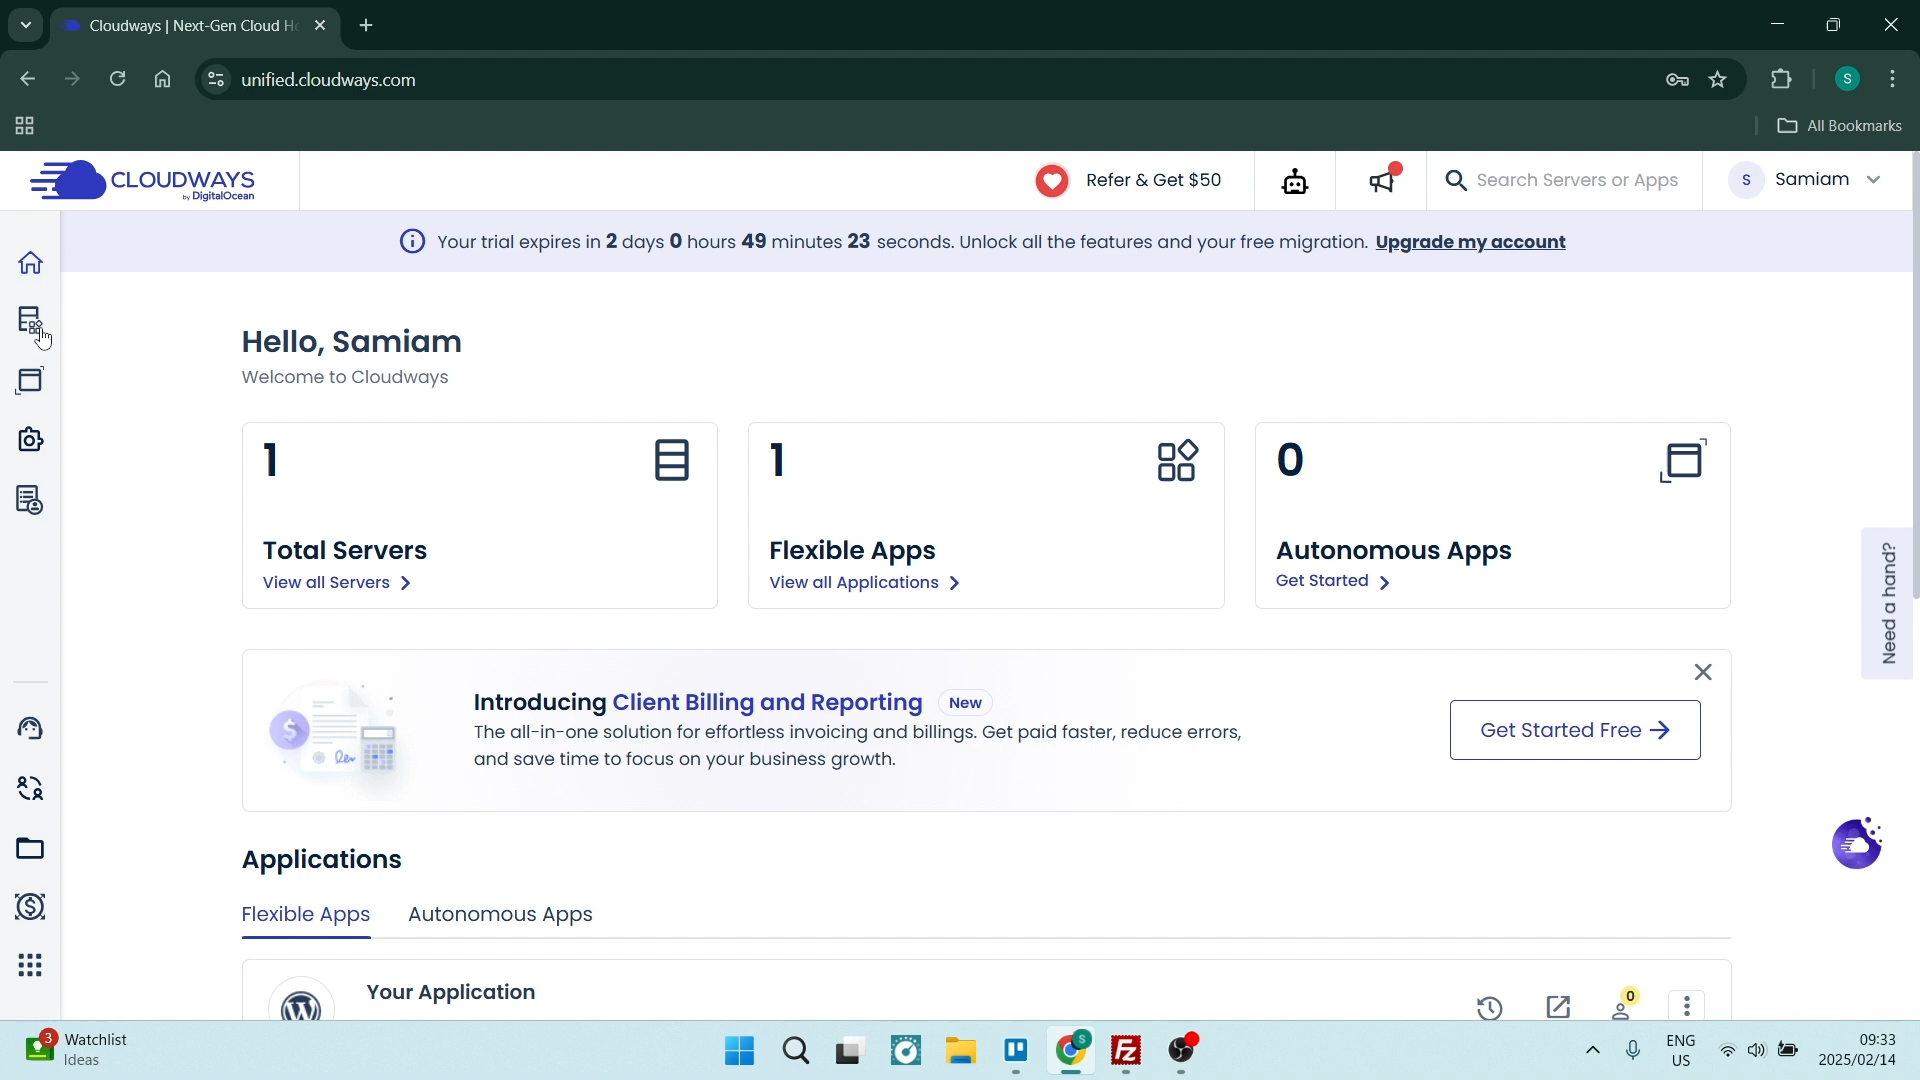 Cloudways | Next-Gen Cloud H
unified.cloudways.com
S
All Bookmarks
CLOUDWAYS
by DigitalOcean
Refer & Get $50
Search Servers or Apps
S
Samiam
Your trial expires in 2 days 0 hours 49 minutes 23 seconds. Unlock all the features and your free migration. Upgrade my account
Hello, Samiam
Welcome to Cloudways
1
Total Servers
View all Servers
1
Flexible Apps
View all Applications
0
Autonomous Apps
Get Started
Need a hand?
Introducing Client Billing and Reporting New
The all-in-one solution for effortless invoicing and billings. Get paid faster, reduce errors,
and save time to focus on your business growth.
Get Started Free
Applications
Flexible Apps
Autonomous Apps
Your Application
0
3
Watchlist
Ideas
S
ENG
US
09:33
2025/02/14